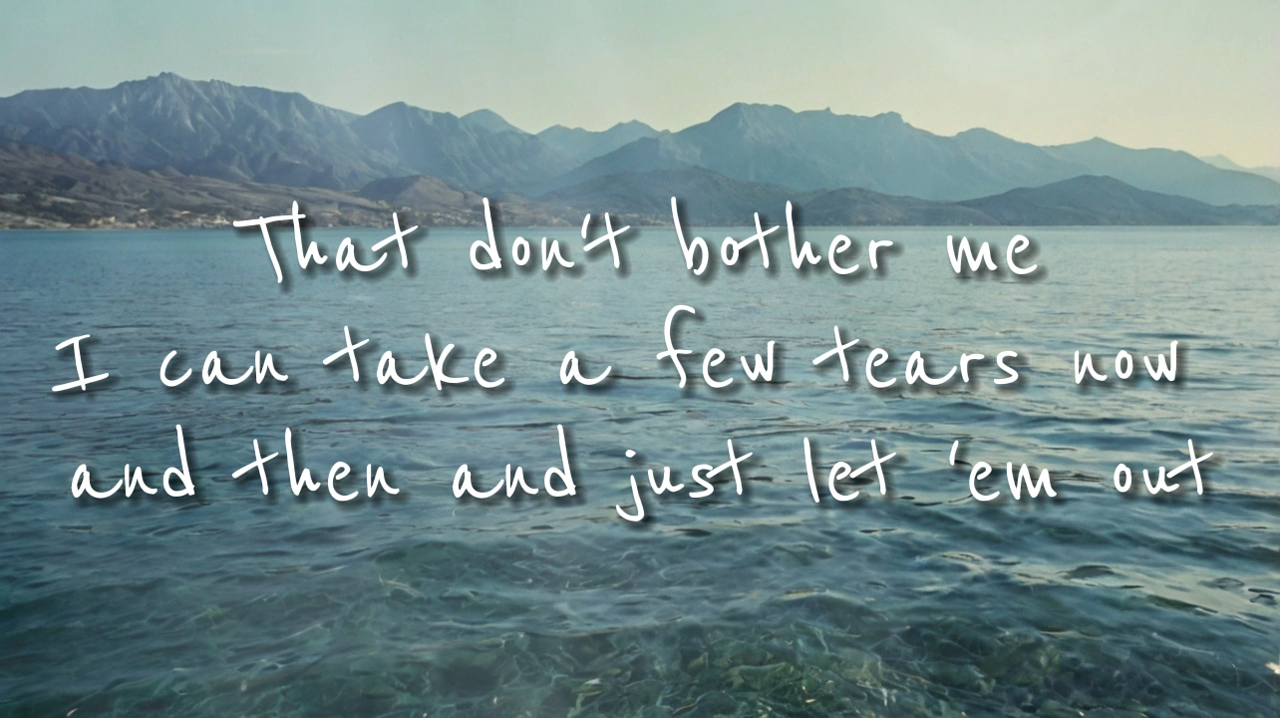 That don't bother me
I can take a few tears now
and then and just let 'em out